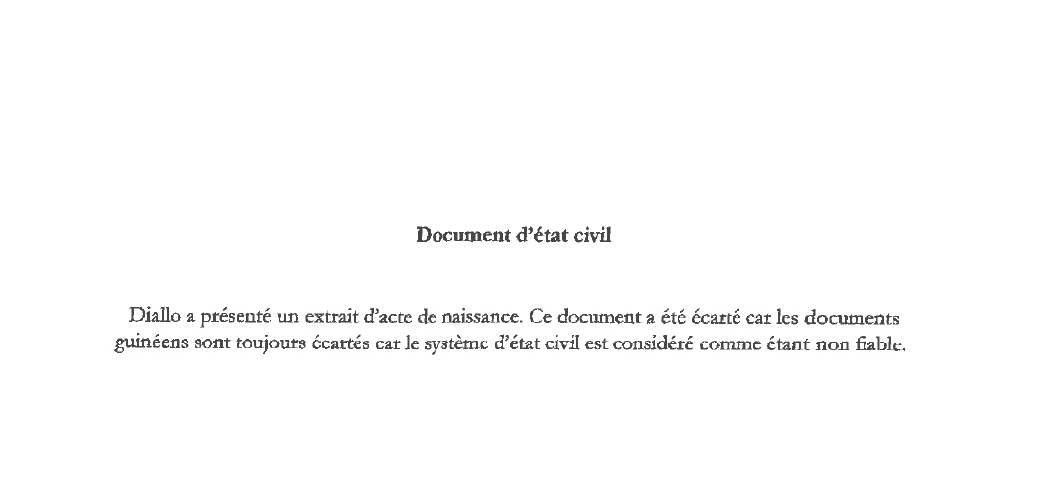 Document d'état civil
Diallo a présenté un extrait d'acte de naissance. Ce document a été écarté car les documents
guinéens sont toujours écartés car le système d'état civil est considéré comme étant non fiable.